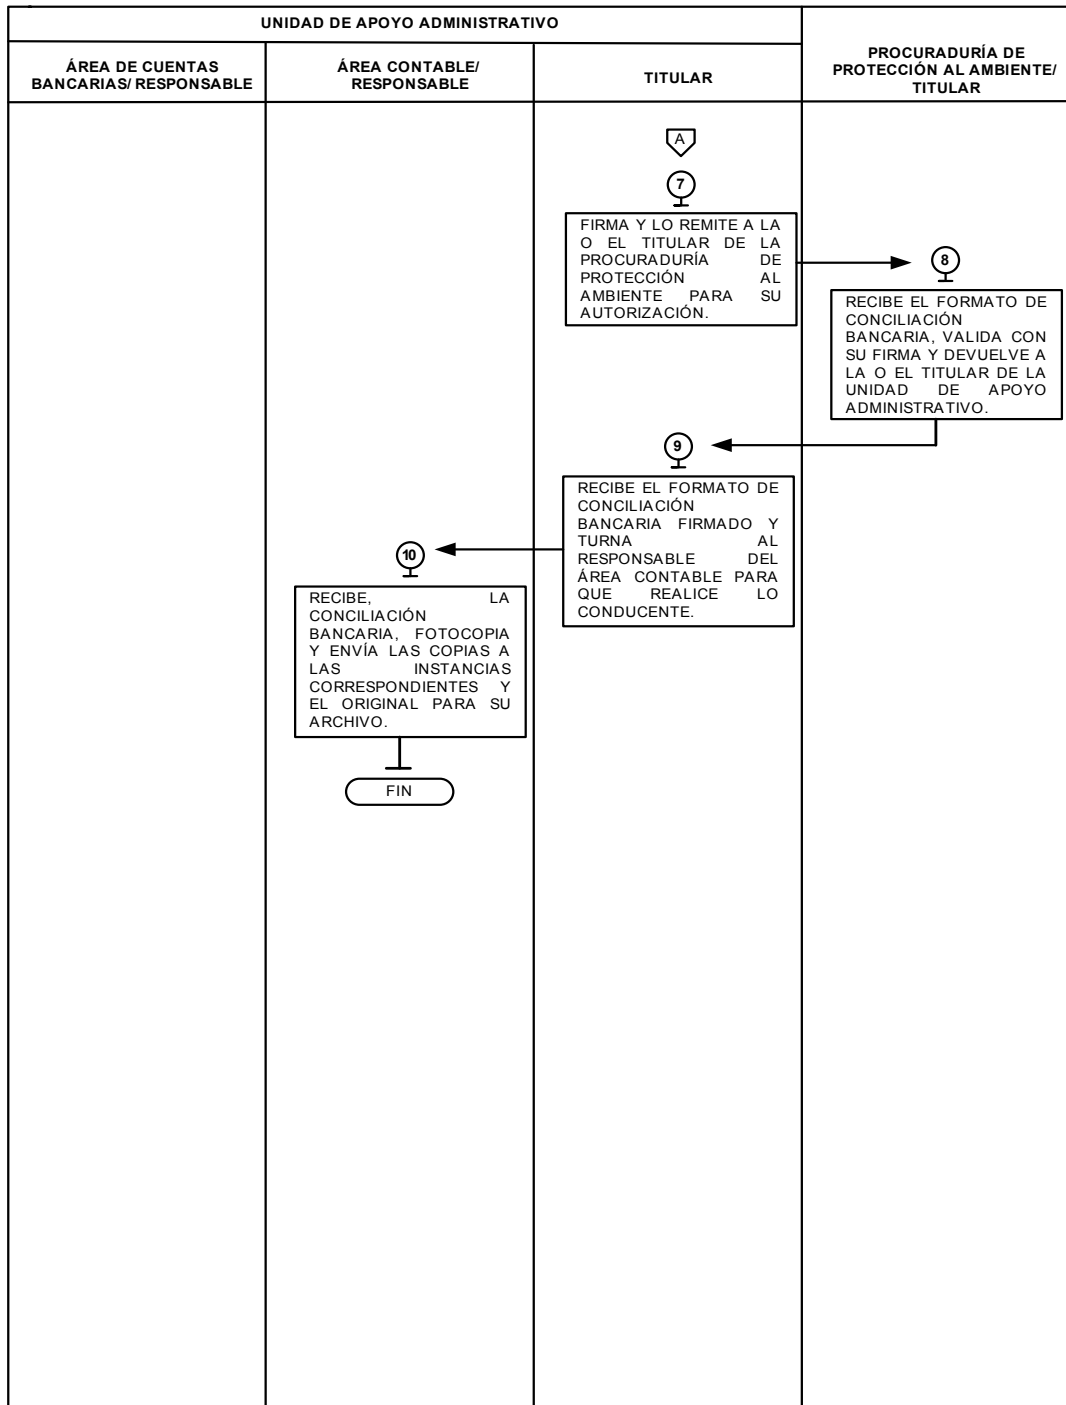 UNIDAD DE APOYO ADMINISTRATIVO
ÁREA DE CUENTAS
BANCARIAS/ RESPONSABLE
ÁREA CONTABLE/
RESPONSABLE
TITULAR
PROCURADURÍA DE
PROTECCIÓN AL AMBIENTE/
TITULAR
A
7
FIRMA Y LO REMITE A LA
O EL TITULAR DE LA
PROCURADURÍA DE
PROTECCIÓN AL
AMBIENTE PARA SU
AUTORIZACIÓN.
8
RECIBE EL FORMATO DE
CONCILIACIÓN
BANCARIA, VALIDA CON
SU FIRMA Y DEVUELVE A
LA O EL TITULAR DE LA
UNIDAD DE APOYO
ADMINISTRATIVO.
9
RECIBE EL FORMATO DE
CONCILIACIÓN
BANCARIA FIRMADO Y
TURNA AL
RESPONSABLE DEL
ÁREA CONTABLE PARA
QUE REALICE LO
CONDUCENTE.
10
RECIBE, LA
CONCILIACIÓN
BANCARIA, FOTOCOPIA
Y ENVÍA LAS COPIAS A
LAS INSTANCIAS
CORRESPONDIENTES Y
EL ORIGINAL PARA SU
ARCHIVO.
FIN